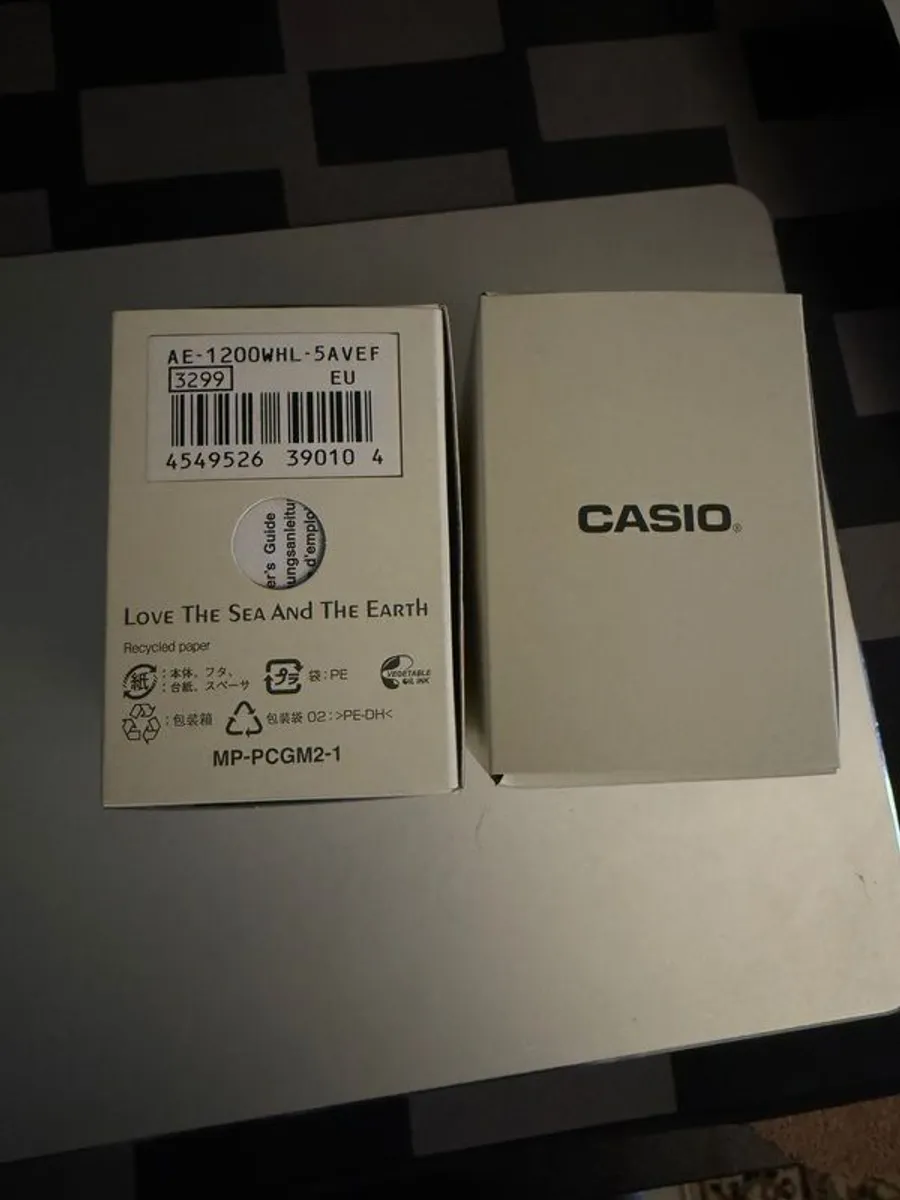 AE-1200WHL-5AVEF
3299 EU
4549526 39010 4
er's Guide
ungsanleitu
d'emplo
LOVE THE SEA AND THE EARTH
Recycled paper
紙 :本体、フタ、
:台紙、スペーサ
プラ 袋:PE
VEGETABLE
OIL INK
:包装箱
包装袋 02:>PE-DH<
MP-PCGM2-1
CASIO®